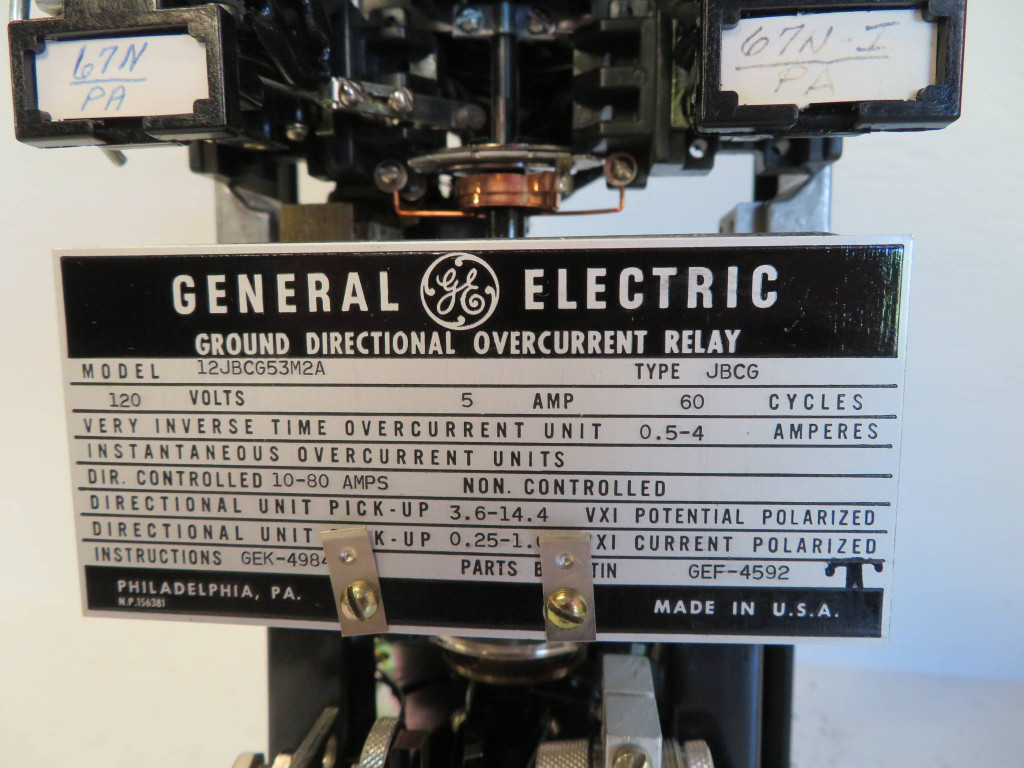 67N
PA
67N-I
PA
GENERAL GE ELECTRIC
GROUND DIRECTIONAL OVERCURRENT RELAY
MODEL 12JBCG53M2A TYPE JBCG
120 VOLTS 5 AMP 60 CYCLES
VERY INVERSE TIME OVERCURRENT UNIT 0.5-4 AMPERES
INSTANTANEOUS OVERCURRENT UNITS
DIR. CONTROLLED 10-80 AMPS NON. CONTROLLED
DIRECTIONAL UNIT PICK-UP 3.6-14.4 VXI POTENTIAL POLARIZED
DIRECTIONAL UNIT CURRENT POLARIZED
INSTRUCTIONS PARTS GEF-4592
PHILADELPHIA, PA. MADE IN U.S.A.
N.P.156381